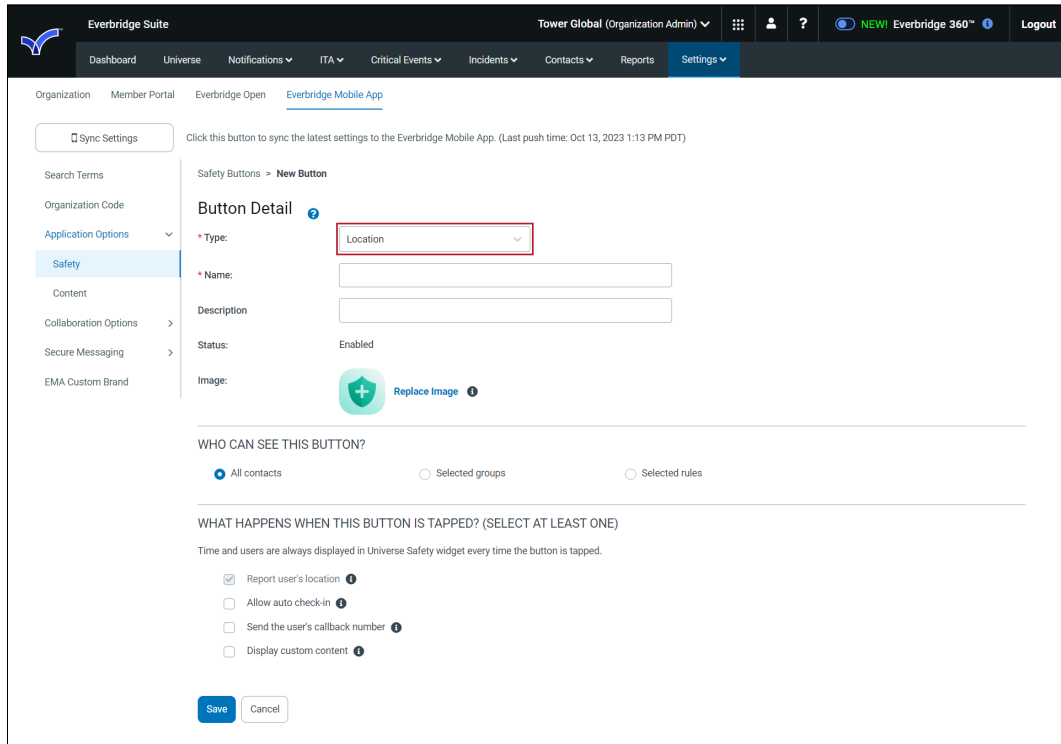 Everbridge Suite
Tower Global (Organization Admin)
?
NEW! Everbridge 360™
Logout
Dashboard Universe Notifications ITA Critical Events Incidents Contacts Reports Settings
Organization Member Portal Everbridge Open Everbridge Mobile App
Sync Settings
Click this button to sync the latest settings to the Everbridge Mobile App. (Last push time: Oct 13, 2023 1:13 PM PDT)
Search Terms
Organization Code
Application Options
Safety
Content
Collaboration Options
Secure Messaging
EMA Custom Brand
Safety Buttons > New Button
Button Detail ?
* Type: Location
* Name:
Description
Status: Enabled
Image: Replace Image i
WHO CAN SEE THIS BUTTON?
All contacts Selected groups Selected rules
WHAT HAPPENS WHEN THIS BUTTON IS TAPPED? (SELECT AT LEAST ONE)
Time and users are always displayed in Universe Safety widget every time the button is tapped.
Report user's location i
Allow auto check-in i
Send the user's callback number i
Display custom content i
Save Cancel